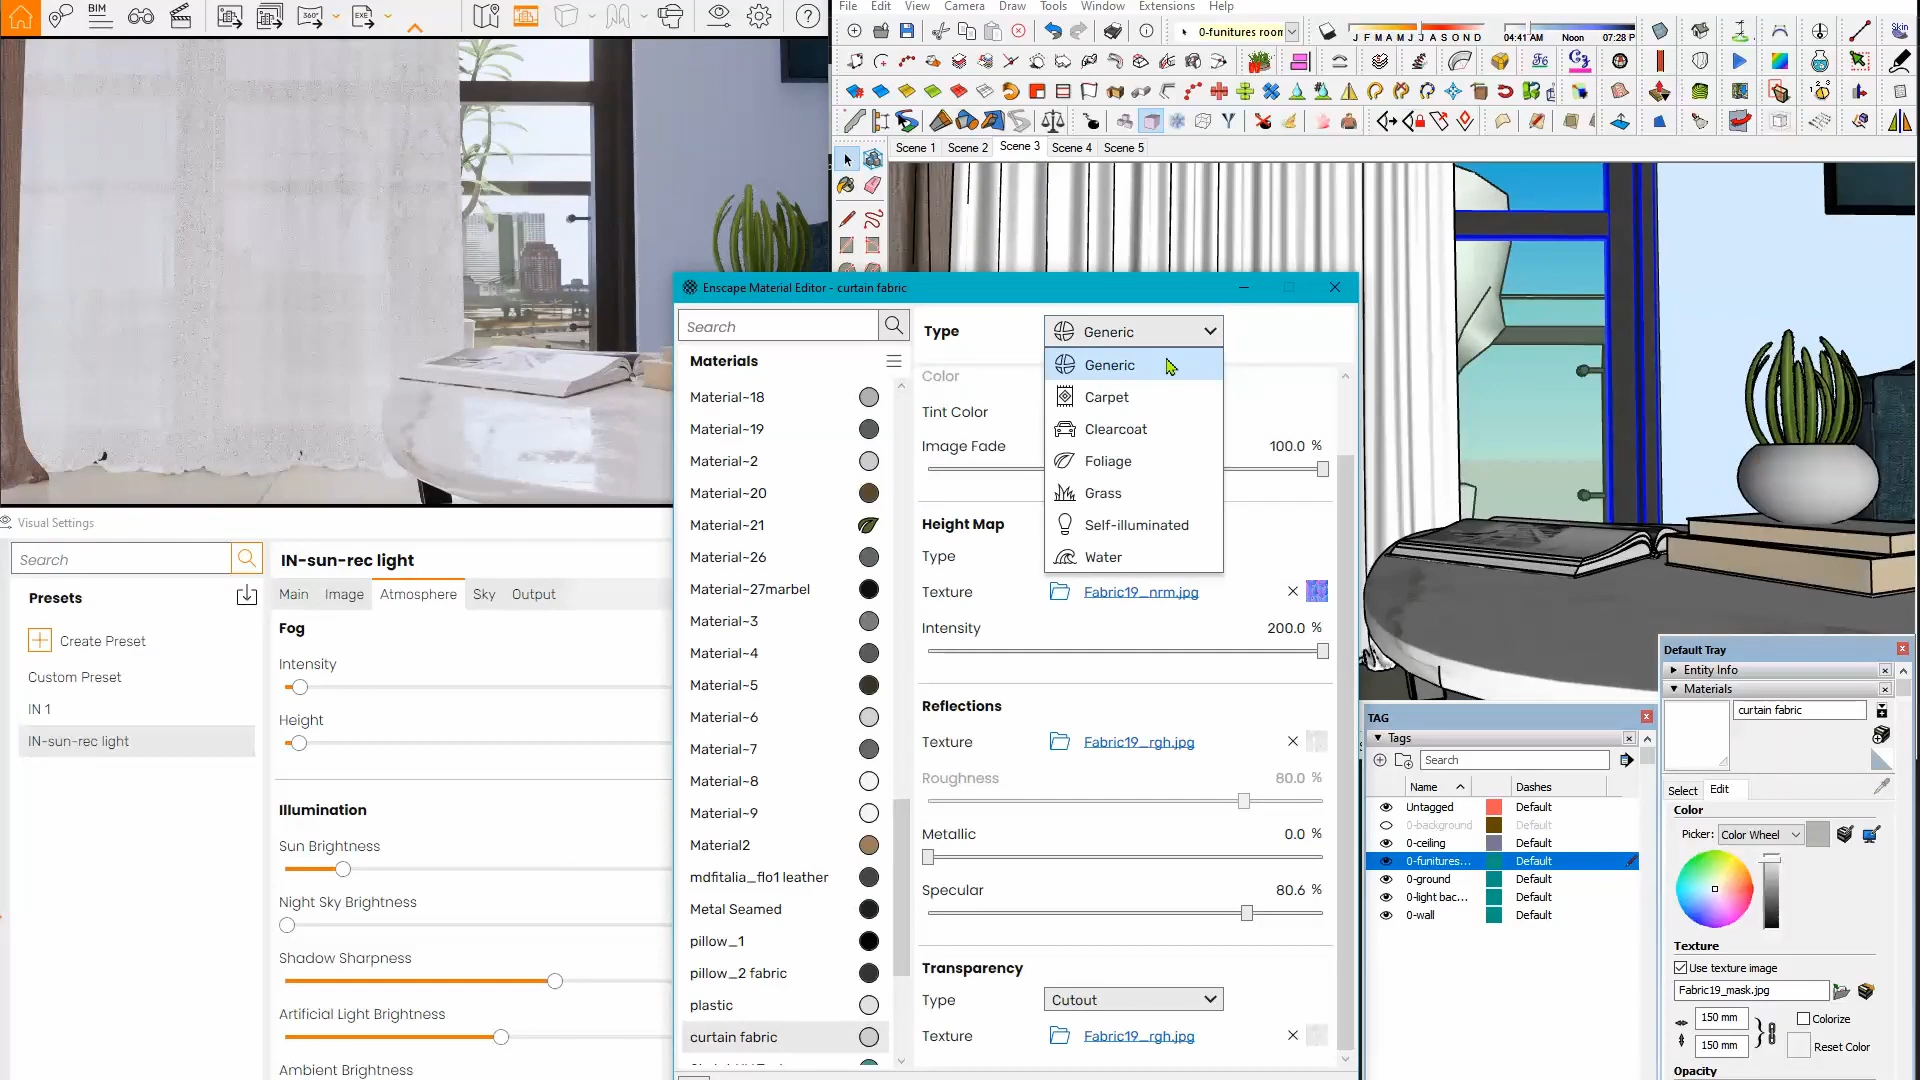 BIM
360°
EXE
File Edit View Camera Draw Tools Window Extensions Help
0-funitures room
J F M A M J J A S O N D
04:41 AM Noon 07:28 P
Skin
Scene 1 Scene 2 Scene 3 Scene 4 Scene 5
Enscape Material Editor - curtain fabric
Search
Type
Generic
Materials
Generic
Carpet
Clearcoat
Foliage
Grass
Self-illuminated
Water
Color
Tint Color
Image Fade 100.0 %
Height Map
Type
Texture Fabric19_nrm.jpg
Intensity 200.0 %
Reflections
Texture Fabric19_rgh.jpg
Roughness 80.0 %
Metallic 0.0 %
Specular 80.6 %
Transparency
Type Cutout
Texture Fabric19_rgh.jpg
Material~18
Material~19
Material~2
Material~20
Material~21
Material~26
Material~27marbel
Material~3
Material~4
Material~5
Material~6
Material~7
Material~8
Material~9
Material2
mdfitalia_flo1 leather
Metal Seamed
pillow_1
pillow_2 fabric
plastic
curtain fabric
Visual Settings
Search
Presets
Create Preset
Custom Preset
IN 1
IN-sun-rec light
IN-sun-rec light
Main Image Atmosphere Sky Output
Fog
Intensity
Height
Illumination
Sun Brightness
Night Sky Brightness
Shadow Sharpness
Artificial Light Brightness
Ambient Brightness
TAG
Tags
Search
Name Dashes
Untagged Default
0-background Default
0-ceiling Default
0-funitures... Default
0-ground Default
0-light bac... Default
0-wall Default
Default Tray
Entity Info
Materials
curtain fabric
Select Edit
Color
Picker: Color Wheel
Texture
Use texture image
Fabric19_mask.jpg
150 mm
150 mm
Colorize
Reset Color
Opacity